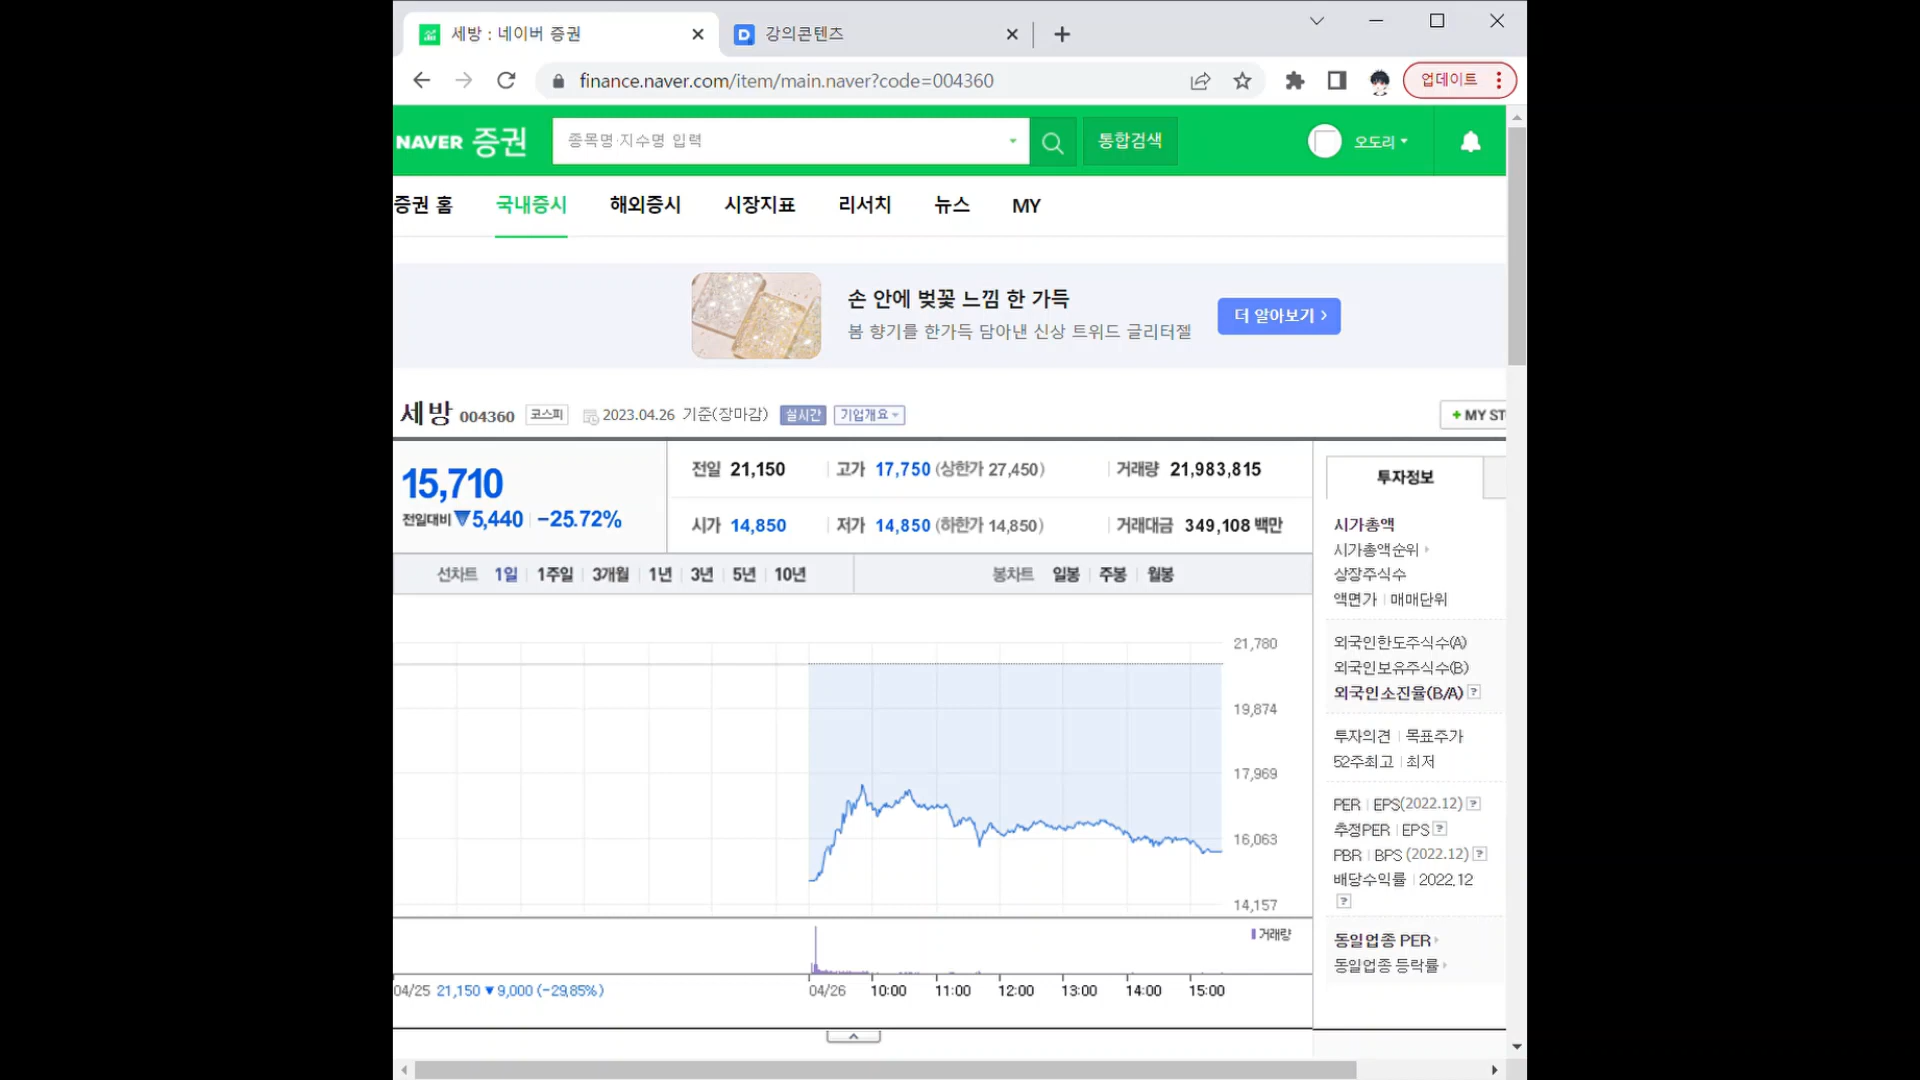 세방 : 네이버 증권
강의콘텐츠
finance.naver.com/item/main.naver?code=004360
업데이트
NAVER 증권
종목명·지수명 입력
통합검색
오도리
증권 홈 국내증시 해외증시 시장지표 리서치 뉴스 MY
손 안에 벚꽃 느낌 한 가득
봄 향기를 한가득 담아낸 신상 트위드 글리터젤
더 알아보기 >
세방 004360 코스피 2023.04.26 기준(장마감) 실시간 기업개요
+ MY ST
15,710
전일대비 ▼5,440 -25.72%
전일 21,150 고가 17,750 (상한가 27,450) 거래량 21,983,815
시가 14,850 저가 14,850 (하한가 14,850) 거래대금 349,108 백만
선차트 1일 1주일 3개월 1년 3년 5년 10년
봉차트 일봉 주봉 월봉
21,780
19,874
17,969
16,063
14,157
거래량
04/25 21,150 ▼9,000 (-29.85%)
04/26 10:00 11:00 12:00 13:00 14:00 15:00
투자정보
시가총액
시가총액순위
상장주식수
액면가 매매단위
외국인한도주식수(A)
외국인보유주식수(B)
외국인소진율(B/A) ?
투자의견 목표주가
52주최고 최저
PER EPS(2022.12) ?
추정PER EPS ?
PBR BPS (2022.12) ?
배당수익률 2022.12
?
동일업종 PER
동일업종 등락률